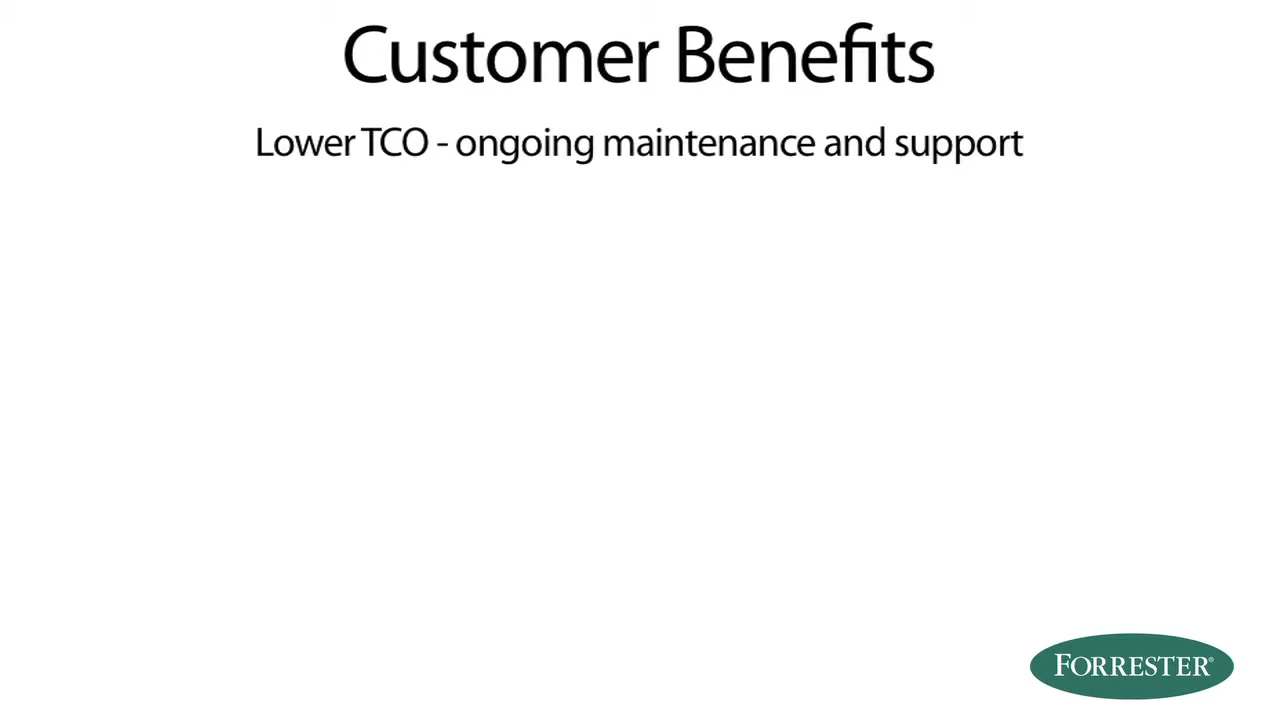 Customer Benefits
Lower TCO - ongoing maintenance and support
FORRESTER®